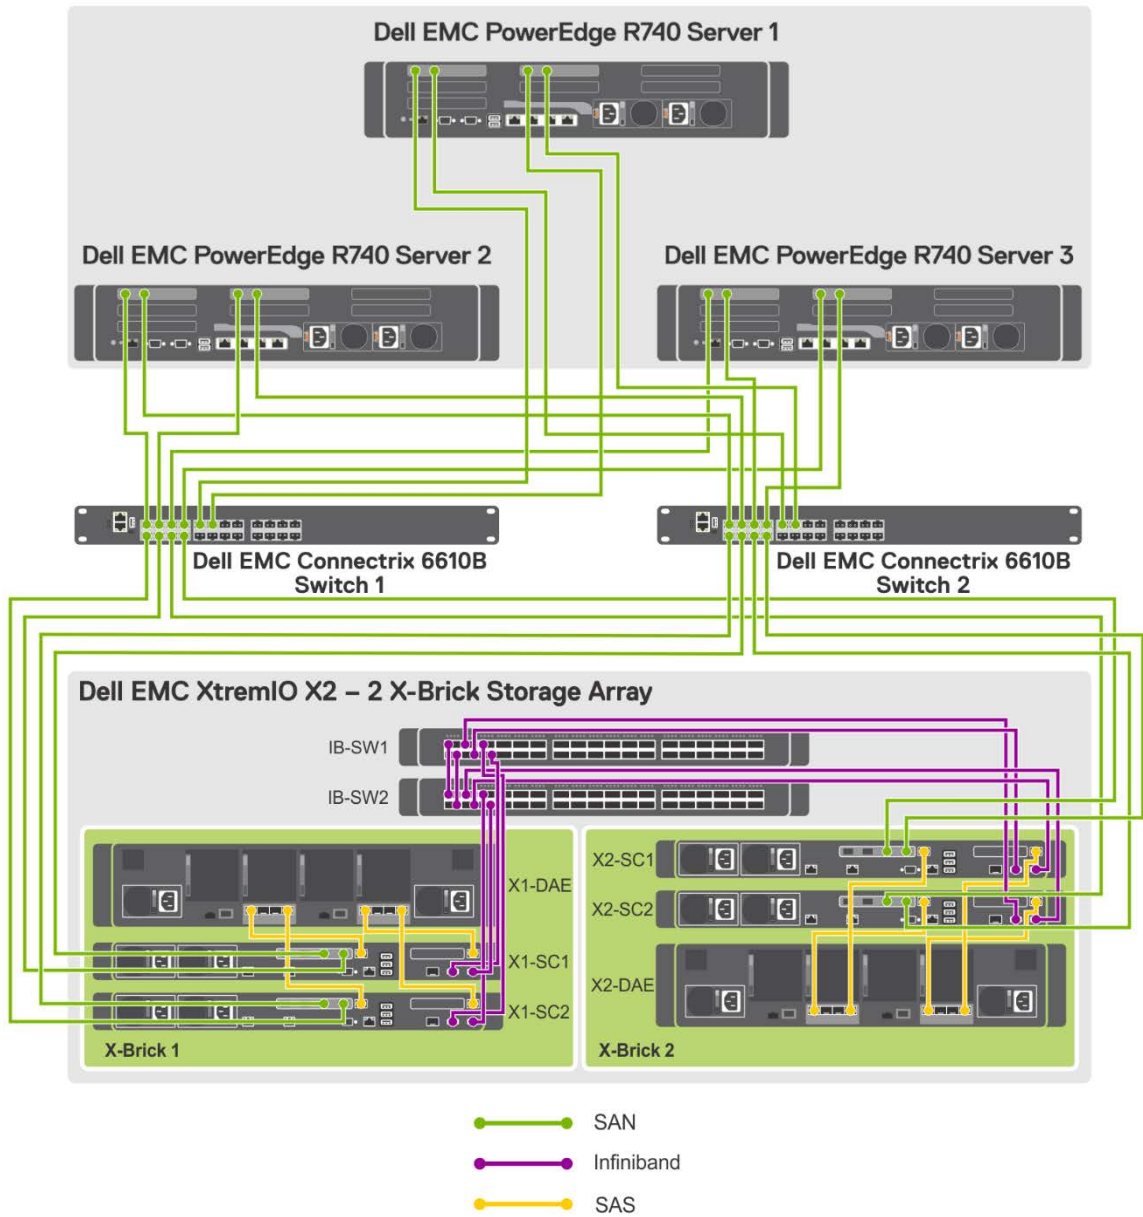 Dell EMC PowerEdge R740 Server 1
Dell EMC PowerEdge R740 Server 2
Dell EMC PowerEdge R740 Server 3
Dell EMC Connectrix 6610B
Switch 1
Dell EMC Connectrix 6610B
Switch 2
Dell EMC XtremIO X2 – 2 X-Brick Storage Array
IB-SW1
IB-SW2
X1-DAE
X1-SC1
X1-SC2
X-Brick 1
X2-SC1
X2-SC2
X2-DAE
X-Brick 2
SAN
Infiniband
SAS